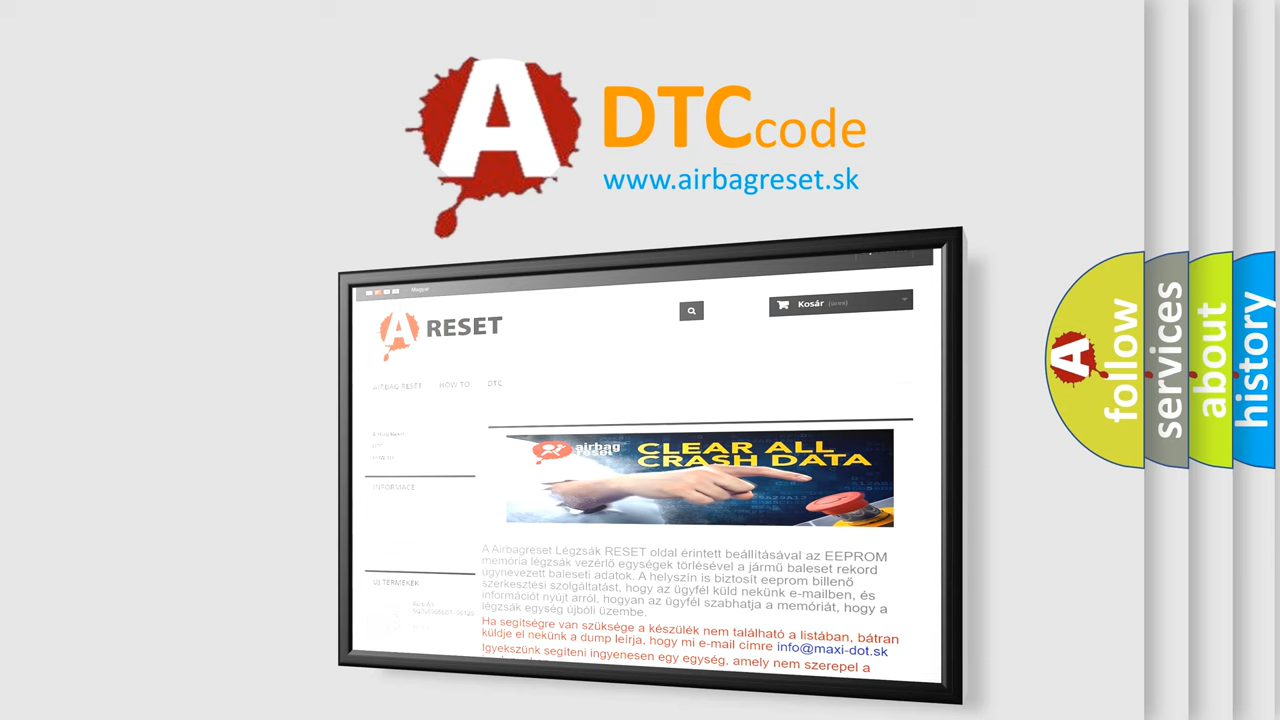 A DTC code
www.airbagreset.sk
Magyar
A RESET
Kosár
AIRBAG RESET HOW TO DTC
INFORMACE
ÚJ TERMÉKEK
airbag reset
CLEAR ALL
CRASH DATA
A Airbagreset Légzsák RESET oldal érintett beállításával az EEPROM
memória légzsák vezérlő egységek törlésével a jármű baleset rekord
úgynevezett baleseti adatok. A helyszín is biztosít eeprom billenő
szerkesztési szolgáltatást, hogy az ügyfél küld nekünk e-mailben, és
információt nyújt arról, hogyan az ügyfél szabhatja a memóriát, hogy a
légzsák egység újbóli üzembe.
Ha segítségre van szüksége a készülék nem található a listában, bátran
küldje el nekünk a dump leírja, hogy mi e-mail címre info@maxi-dot.sk
Igyekszünk segíteni ingyenesen egy egység, amely nem szerepel a
A follow
services
about
history